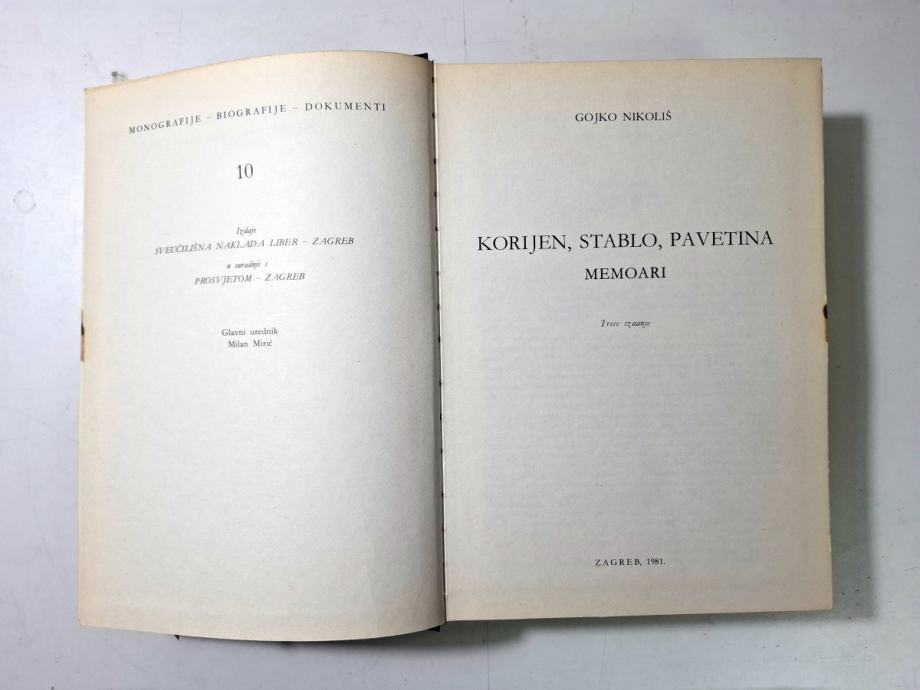 MONOGRAFIJE – BIOGRAFIJE – DOKUMENTI
10
Izdaje
SVEUČILIŠNA NAKLADA LIBER – ZAGREB
u suradnji s
PROSVJETOM – ZAGREB
Glavni urednik
Milan Mirić
GOJKO NIKOLIŠ
KORIJEN, STABLO, PAVETINA
MEMOARI
Treće izdanje
ZAGREB, 1981.